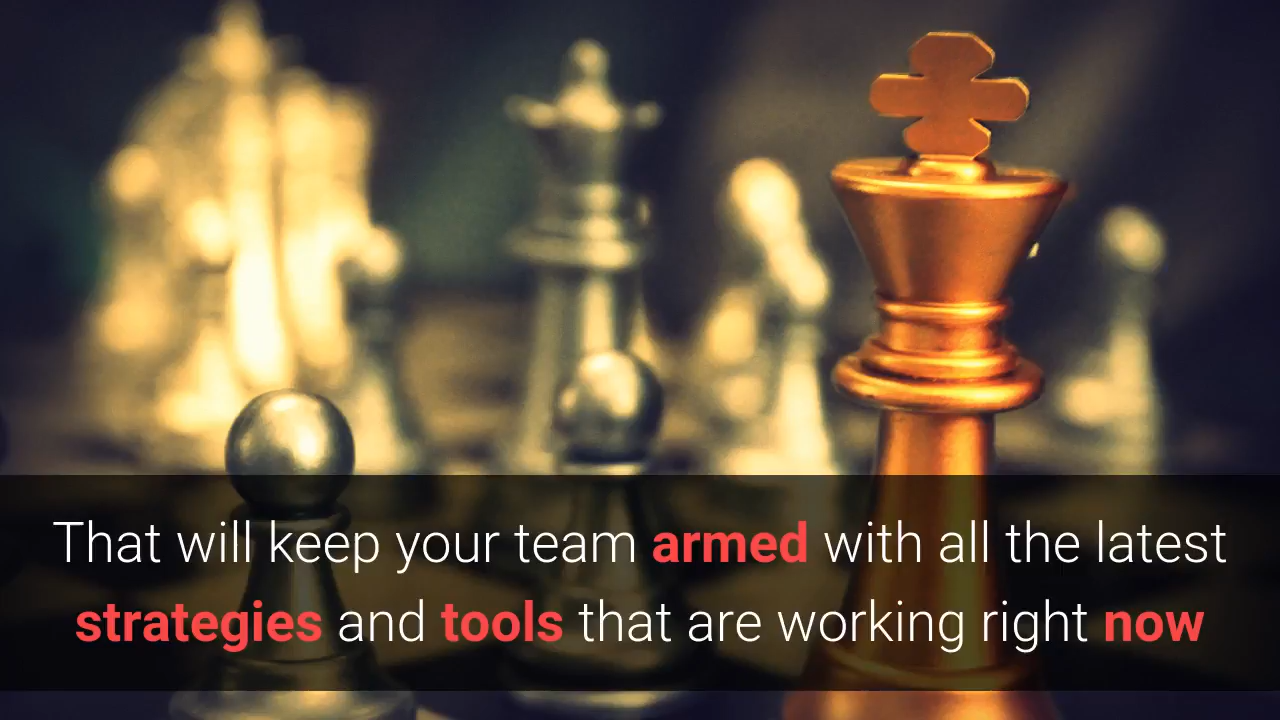 That will keep your team armed with all the latest
strategies and tools that are working right now